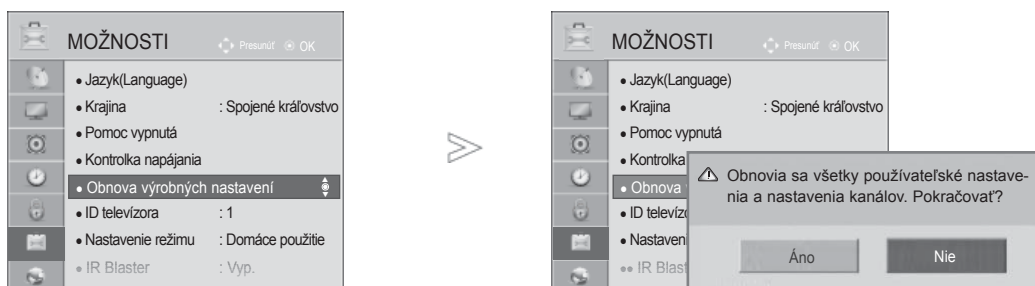 MOŽNOSTI
Presunúť OK
• Jazyk(Language)
• Krajina : Spojené kráľovstvo
• Pomoc vypnutá
• Kontrolka napájania
• Obnova výrobných nastavení
• ID televízora : 1
• Nastavenie režimu : Domáce použitie
• IR Blaster : Vyp.
MOŽNOSTI
Presunúť OK
• Jazyk(Language)
• Krajina : Spojené kráľovstvo
• Pomoc vypnutá
• Kontrolka
• Obnova
• ID televízo
• Nastaveni
•• IR Blast
Obnovia sa všetky používateľské nastave-
nia a nastavenia kanálov. Pokračovať?
Áno
Nie